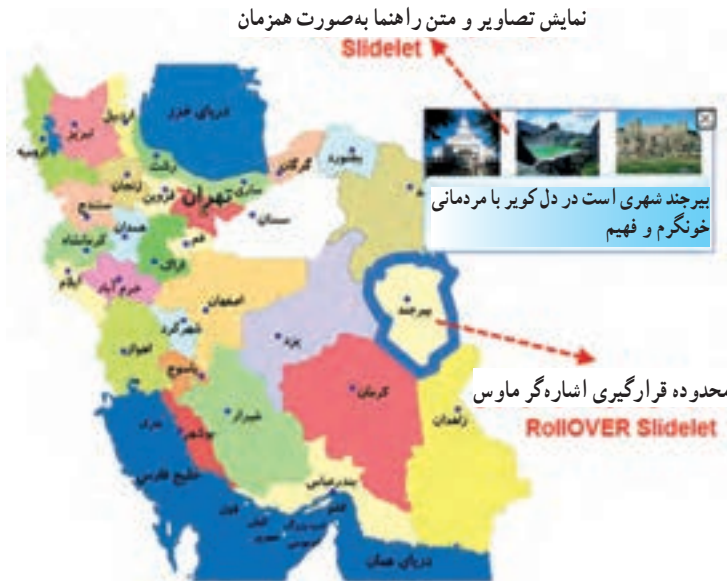 نمایش تصاویر و متن راهنما به‌صورت همزمان
Slidelet
بیرجند شهری است در دل کویر با مردمانی
خونگرم و فهیم
دریای خزر
اردبیل
تبریز
ارومیه
رشت
گرگان
بجنورد
زنجان
قزوین
تهران
ساری
سمنان
سنندج
همدان
قم
کرمانشاه
اراک
ایلام
خرم آباد
اصفهان
بیرجند
شهرکرد
یزد
اهواز
یاسوج
محدوده قرارگیری اشاره‌گر ماوس
RollOVER Slidelet
کرمان
شیراز
زاهدان
بوشهر
خلیج فارس
بندرعباس
دریای عمان